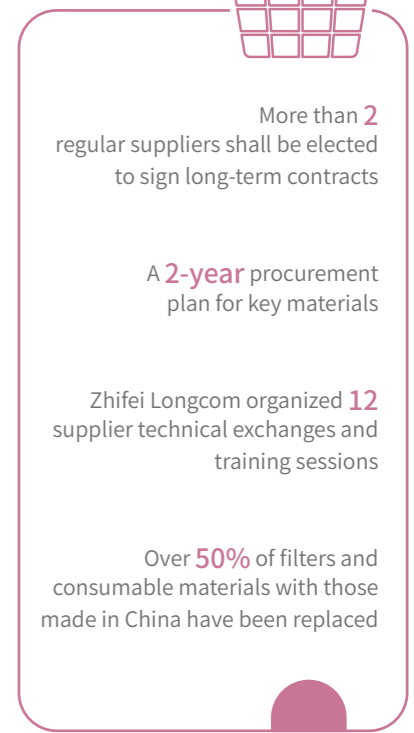 More than 2
regular suppliers shall be elected
to sign long-term contracts
A 2-year procurement
plan for key materials
Zhifei Longcom organized 12
supplier technical exchanges and
training sessions
Over 50% of filters and
consumable materials with those
made in China have been replaced